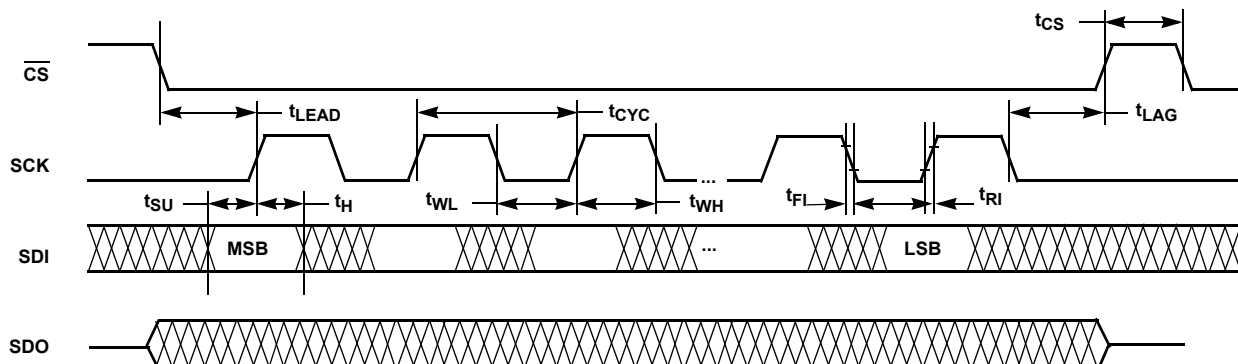 tCS
CS
tLEAD
tCYC
tLAG
SCK
...
tSU
tH
tWL
tWH
tFI
tRI
SDI
MSB
...
LSB
SDO